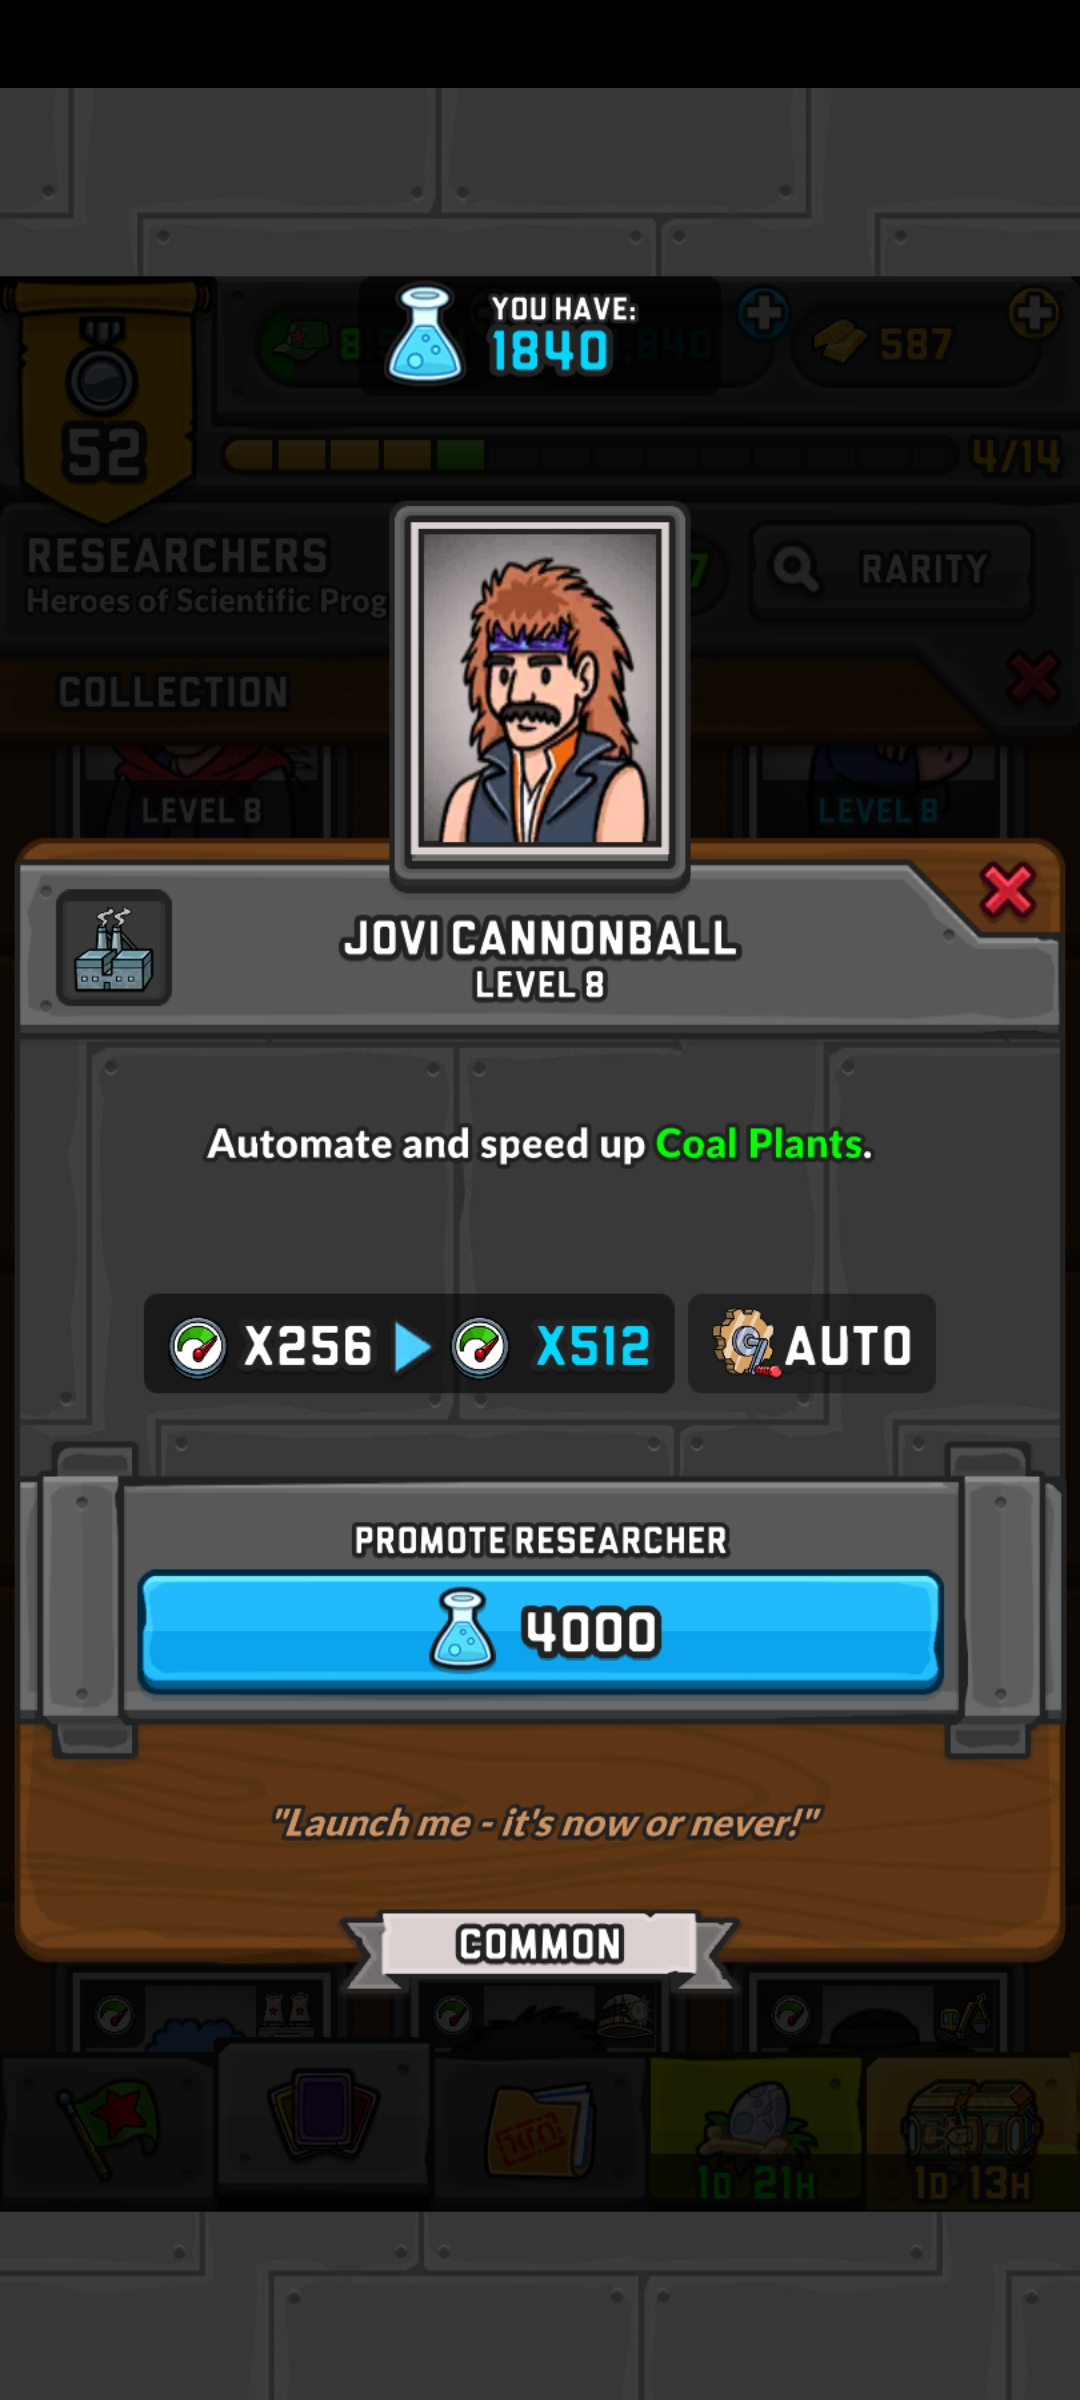 YOU HAVE:
1840
587
52
4/14
RESEARCHERS
Heroes of Scientific Prog
7
RARITY
COLLECTION
LEVEL 8
LEVEL 8
JOVI CANNONBALL
LEVEL 8
Automate and speed up Coal Plants.
X256
X512
AUTO
PROMOTE RESEARCHER
4000
"Launch me - it's now or never!"
COMMON
1D 21H
1D 13H